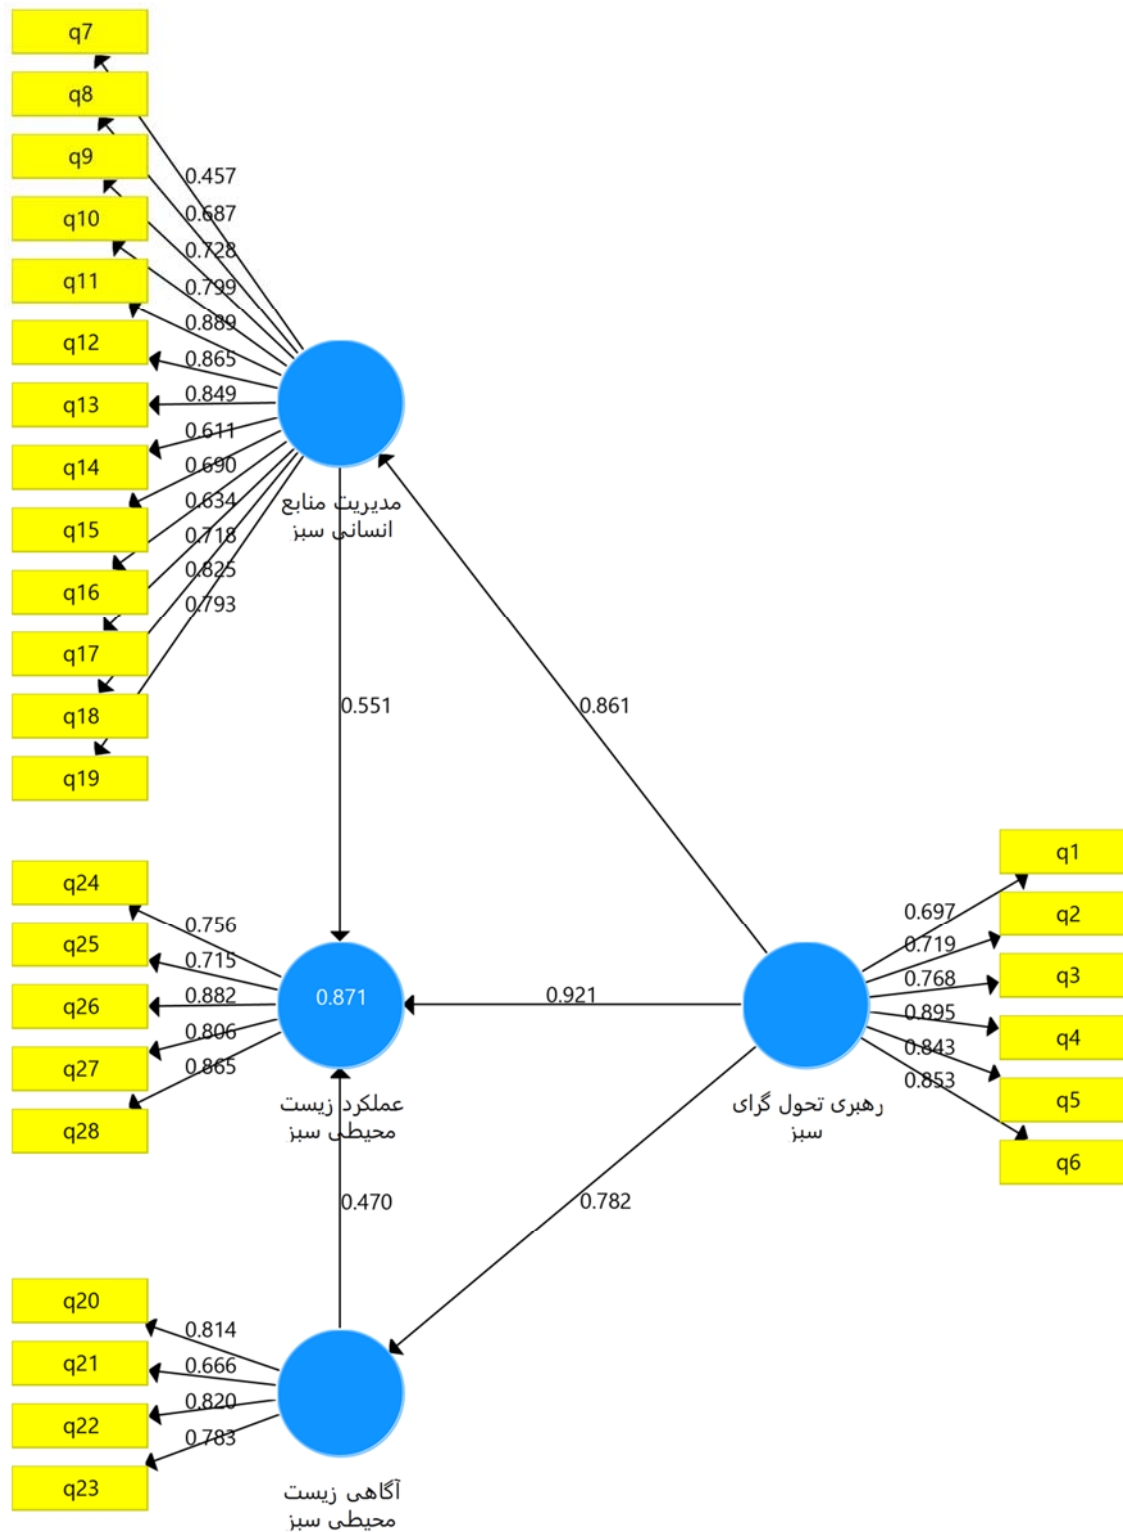 q7
q8
q9
q10
q11
q12
q13
q14
q15
q16
q17
q18
q19
0.457
0.687
0.728
0.799
0.889
0.865
0.849
0.611
0.690
0.634
0.718
0.825
0.793
مدیریت منابع
انسانی سبز
0.551
0.861
q24
q25
q26
q27
q28
0.756
0.715
0.882
0.806
0.865
0.871
عملکرد زیست
محیطی سبز
0.921
رهبری تحول گرای
سبز
0.697
0.719
0.768
0.895
0.843
0.853
q1
q2
q3
q4
q5
q6
0.470
0.782
q20
q21
q22
q23
0.814
0.666
0.820
0.783
آگاهی زیست
محیطی سبز